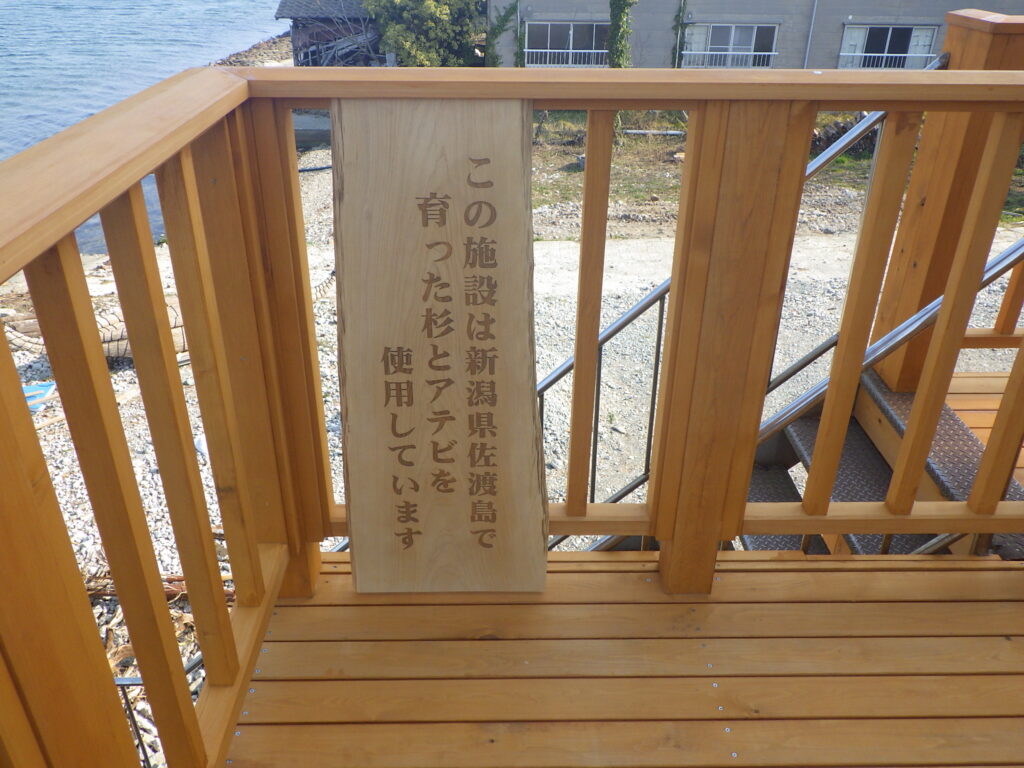 この施設は新潟県佐渡島で
育った杉とアテビを
使用しています